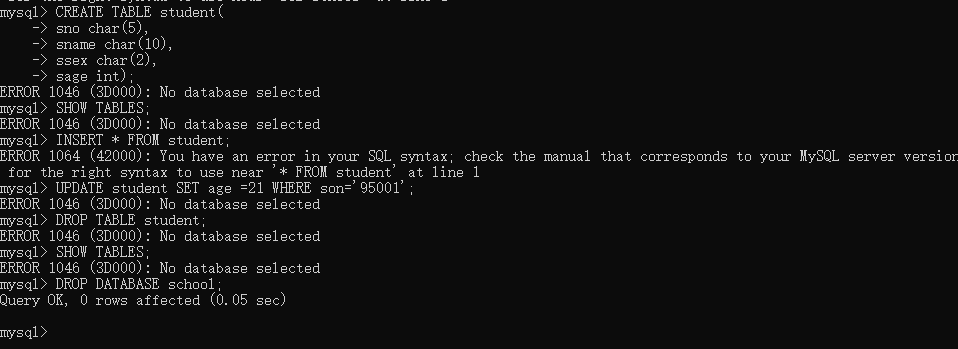 mysql> CREATE TABLE student(
    -> sno char(5),
    -> sname char(10),
    -> ssex char(2),
    -> sage int);
ERROR 1046 (3D000): No database selected
mysql> SHOW TABLES;
ERROR 1046 (3D000): No database selected
mysql> INSERT * FROM student;
ERROR 1064 (42000): You have an error in your SQL syntax; check the manual that corresponds to your MySQL server version
 for the right syntax to use near '* FROM student' at line 1
mysql> UPDATE student SET age =21 WHERE son='95001';
ERROR 1046 (3D000): No database selected
mysql> DROP TABLE student;
ERROR 1046 (3D000): No database selected
mysql> SHOW TABLES;
ERROR 1046 (3D000): No database selected
mysql> DROP DATABASE school;
Query OK, 0 rows affected (0.05 sec)
mysql>